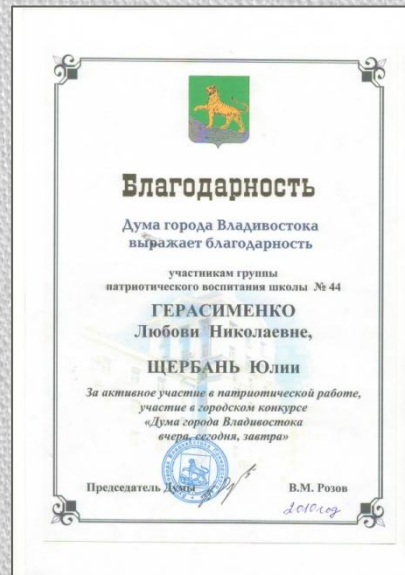 Благодарность
Дума города Владивостока
выражает благодарность
участникам группы
патриотического воспитания школы № 44
ГЕРАСИМЕНКО
Любови Николаевне,
ЩЕРБАНЬ Юлии
За активное участие в патриотической работе,
участие в городском конкурсе
«Дума города Владивостока
вчера, сегодня, завтра»
Председатель Думы В.М. Розов
2010 год